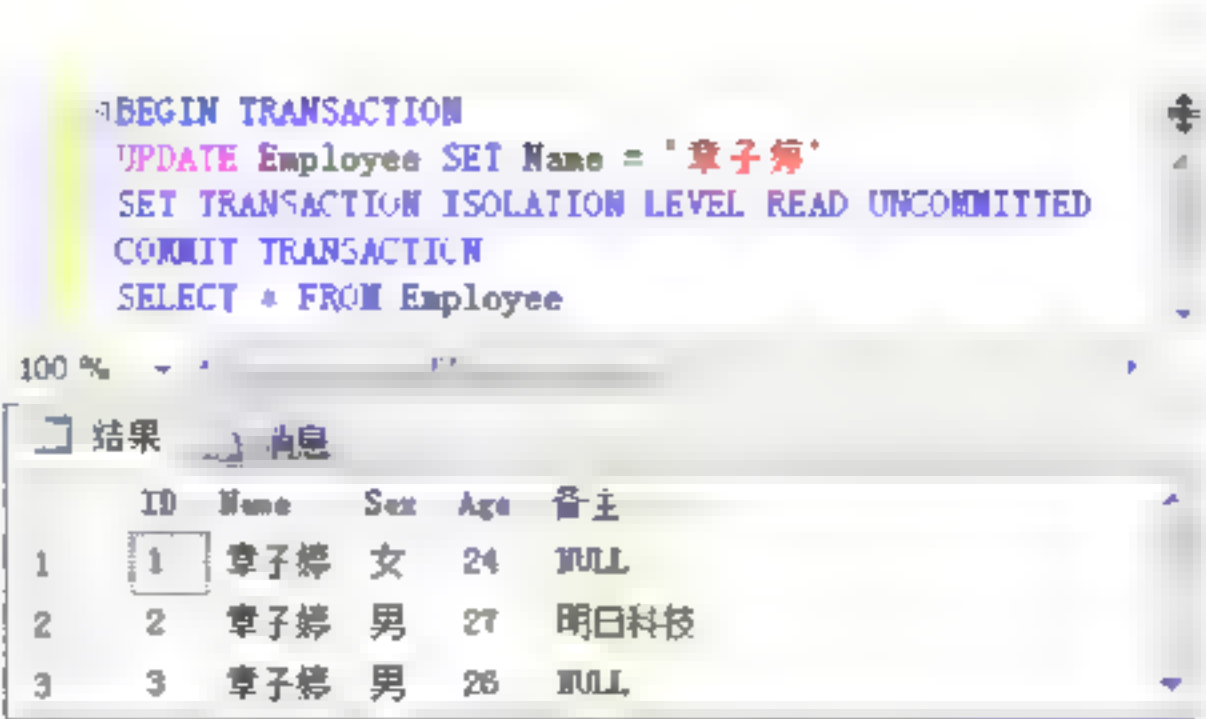 BEGIN TRANSACTION
UPDATE Employee SET Name = '章子婷'
SET TRANSACTION ISOLATION LEVEL READ UNCOMMITTED
COMMIT TRANSACTION
SELECT * FROM Employee
100 %
结果 消息
ID Name Sex Age 备注
1 1 章子婷 女 24 NULL
2 2 章子婷 男 27 明日科技
3 3 章子婷 男 26 NULL